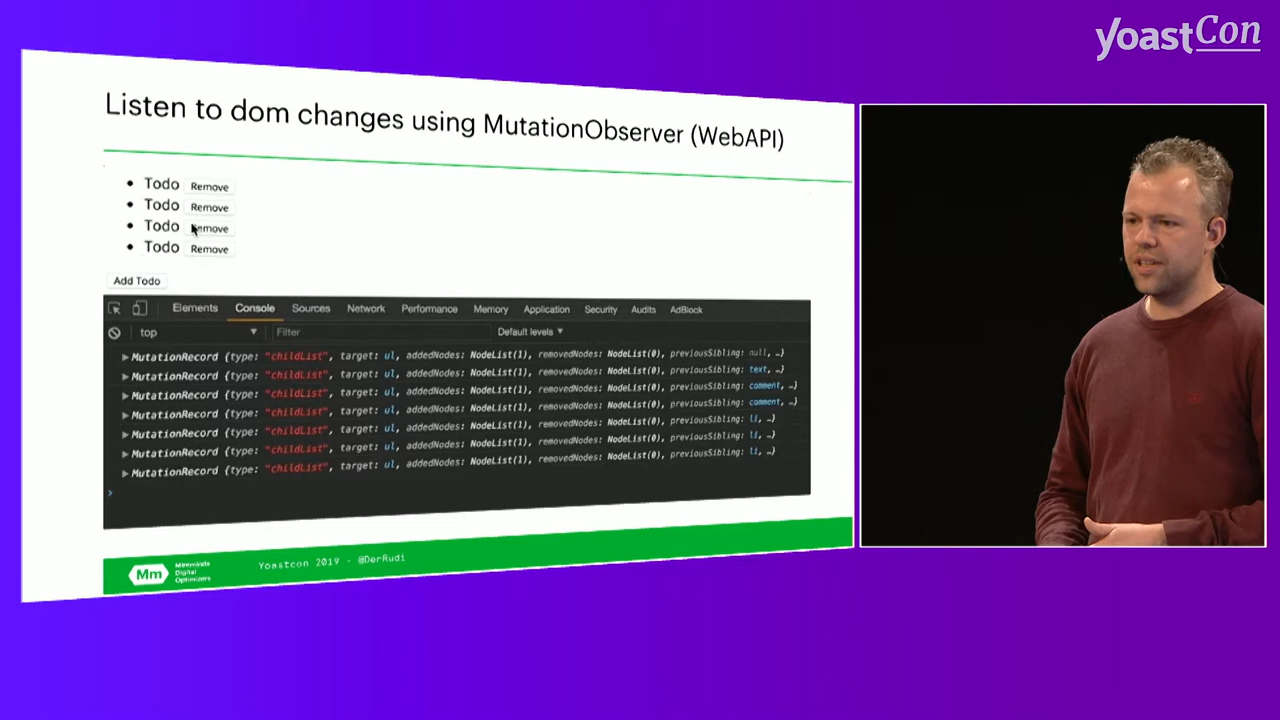 yoastCon
Listen to dom changes using MutationObserver (WebAPI)
• Todo Remove
• Todo Remove
• Todo Remove
• Todo Remove
Add Todo
Elements Console Sources Network Performance Memory Application Security Audits AdBlock
top ▼ Filter Default levels ▼
▶ MutationRecord {type: "childList", target: ul, addedNodes: NodeList(1), removedNodes: NodeList(0), previousSibling: null, …}
▶ MutationRecord {type: "childList", target: ul, addedNodes: NodeList(1), removedNodes: NodeList(0), previousSibling: text, …}
▶ MutationRecord {type: "childList", target: ul, addedNodes: NodeList(1), removedNodes: NodeList(0), previousSibling: comment, …}
▶ MutationRecord {type: "childList", target: ul, addedNodes: NodeList(1), removedNodes: NodeList(0), previousSibling: comment, …}
▶ MutationRecord {type: "childList", target: ul, addedNodes: NodeList(1), removedNodes: NodeList(0), previousSibling: li, …}
▶ MutationRecord {type: "childList", target: ul, addedNodes: NodeList(1), removedNodes: NodeList(0), previousSibling: li, …}
▶ MutationRecord {type: "childList", target: ul, addedNodes: NodeList(1), removedNodes: NodeList(0), previousSibling: li, …}
>
Mm
Mintminds
Digital
Optimizers
Yoastcon 2019 - @DerRudi